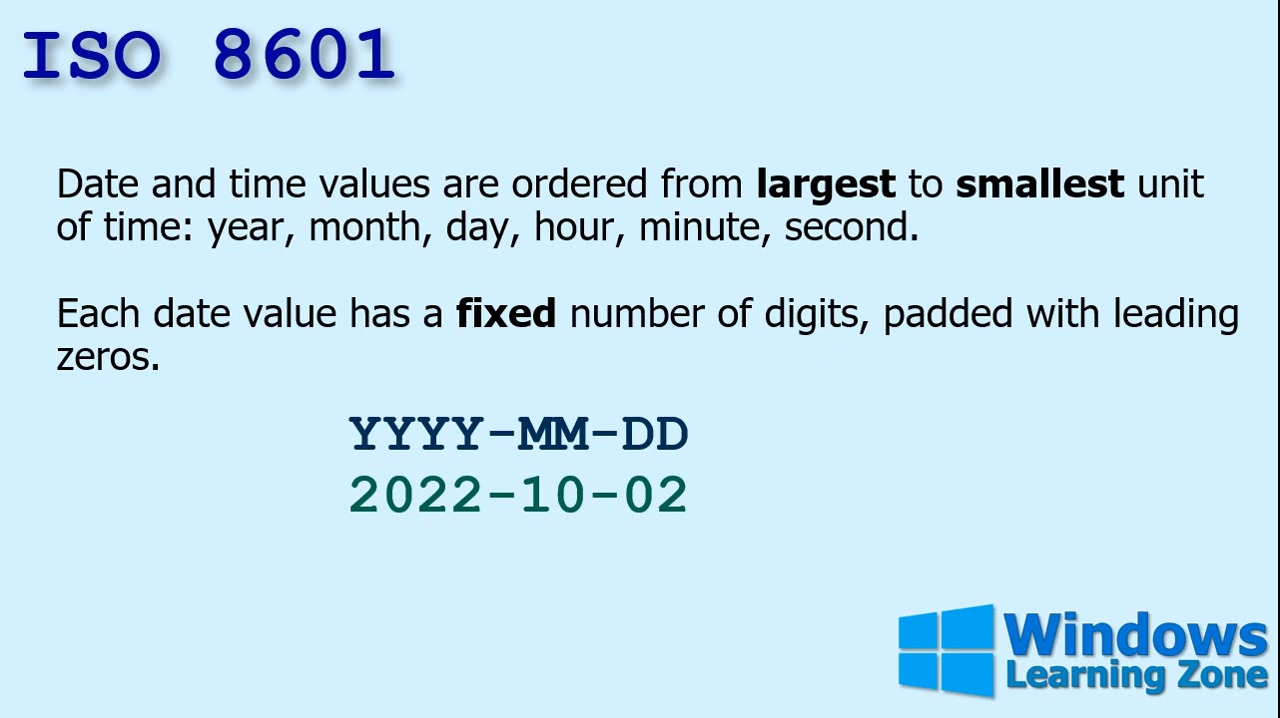 ISO 8601
Date and time values are ordered from largest to smallest unit
of time: year, month, day, hour, minute, second.
Each date value has a fixed number of digits, padded with leading
zeros.
YYYY-MM-DD
2022-10-02
Windows
Learning Zone